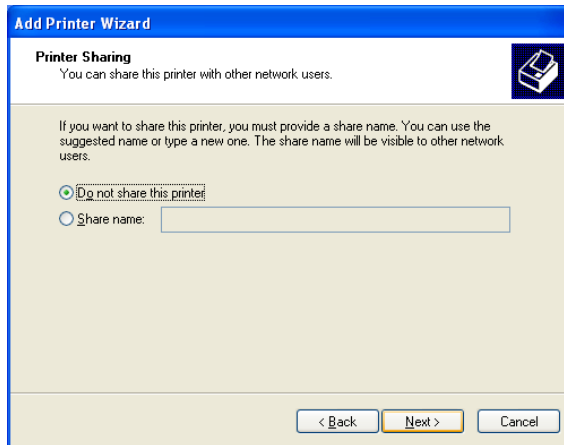 Add Printer Wizard
Printer Sharing
You can share this printer with other network users.
If you want to share this printer, you must provide a share name. You can use the
suggested name or type a new one. The share name will be visible to other network
users.
Do not share this printer
Share name:
< Back
Next >
Cancel